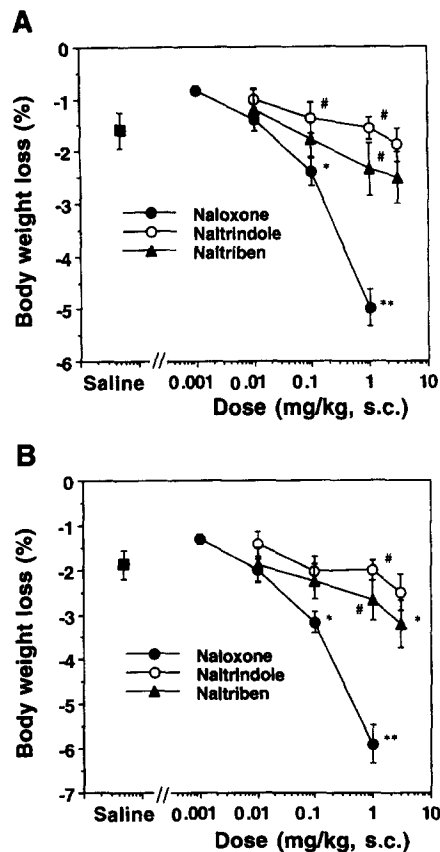 A
0
-1
-2
-3
-4
-5
-6
Body weight loss (%)
#
#
#
*
**
Naloxone
Naltrindole
Naltriben
Saline
0.001 0.01 0.1 1 10
Dose (mg/kg, s.c.)
B
0
-1
-2
-3
-4
-5
-6
-7
Body weight loss (%)
#
#
*
*
**
Naloxone
Naltrindole
Naltriben
Saline
0.001 0.01 0.1 1 10
Dose (mg/kg, s.c.)